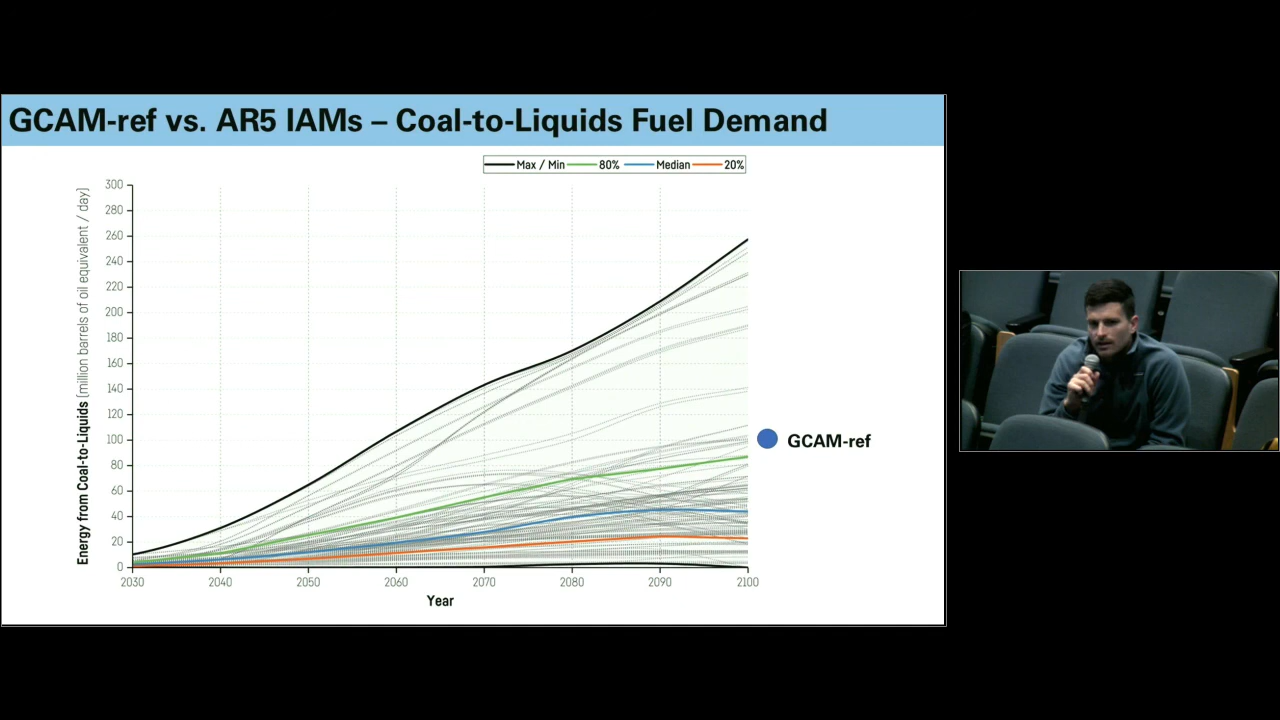 GCAM-ref vs. AR5 IAMs – Coal-to-Liquids Fuel Demand
Max / Min 80% Median 20%
Energy from Coal-to-Liquids (million barrels of oil equivalent / day)
300
280
260
240
220
200
180
160
140
120
100
80
60
40
20
0
GCAM-ref
2030 2040 2050 2060 2070 2080 2090 2100
Year